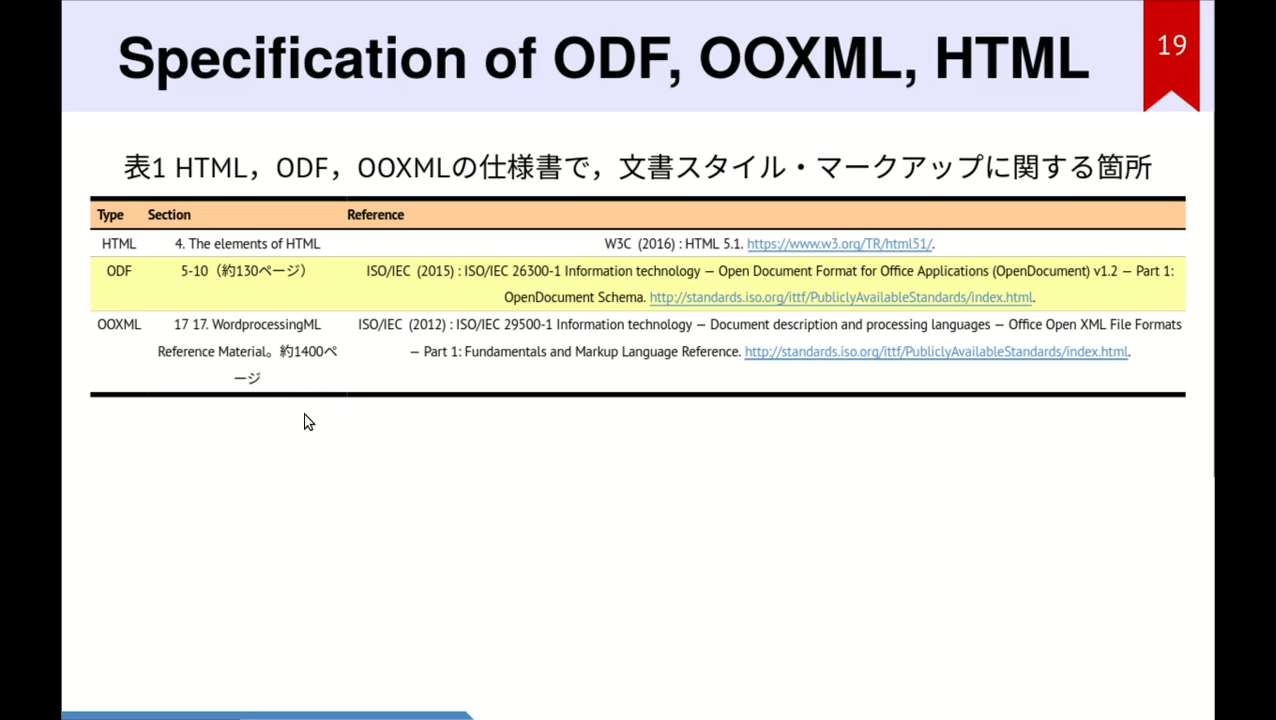 Specification of ODF, OOXML, HTML
19
表1 HTML，ODF，OOXMLの仕様書で，文書スタイル・マークアップに関する箇所
Type Section Reference
HTML 4. The elements of HTML W3C (2016) : HTML 5.1. https://www.w3.org/TR/html51/.
ODF 5-10（約130ページ） ISO/IEC (2015) : ISO/IEC 26300-1 Information technology — Open Document Format for Office Applications (OpenDocument) v1.2 — Part 1:
OpenDocument Schema. http://standards.iso.org/ittf/PubliclyAvailableStandards/index.html.
OOXML 17 17. WordprocessingML ISO/IEC (2012) : ISO/IEC 29500-1 Information technology — Document description and processing languages — Office Open XML File Formats
Reference Material。約1400ペ — Part 1: Fundamentals and Markup Language Reference. http://standards.iso.org/ittf/PubliclyAvailableStandards/index.html.
ージ